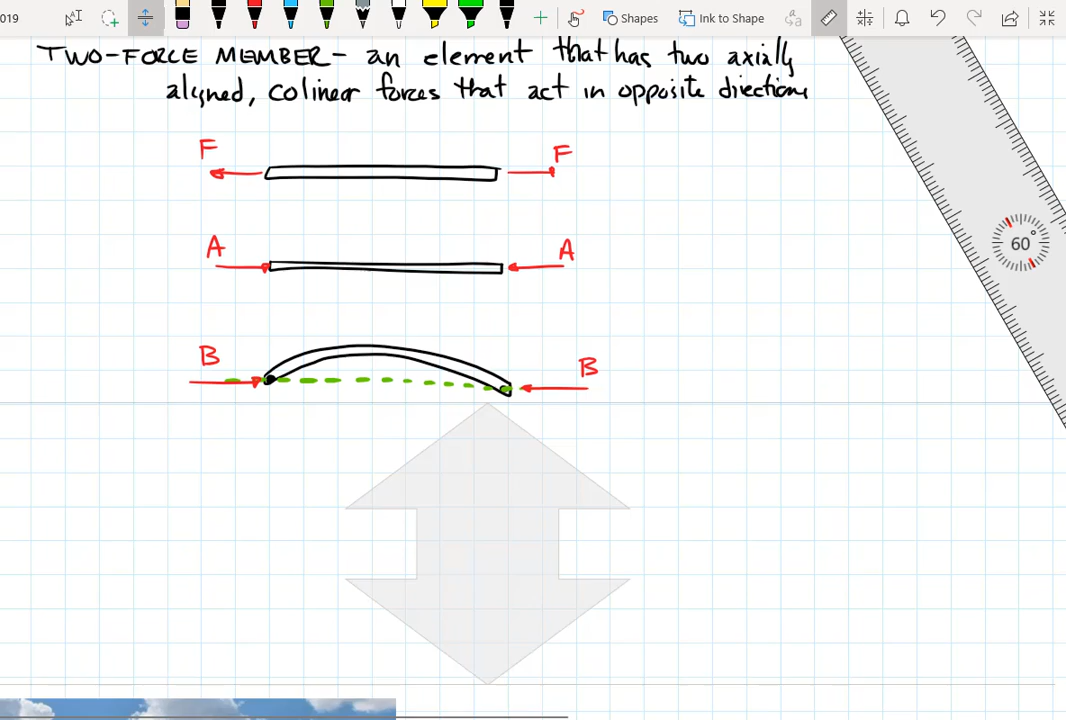 019
Shapes
Ink to Shape
TWO-FORCE MEMBER - an element that has two axially
aligned, colinear forces that act in opposite directions
F
F
60°
A
A
B
B